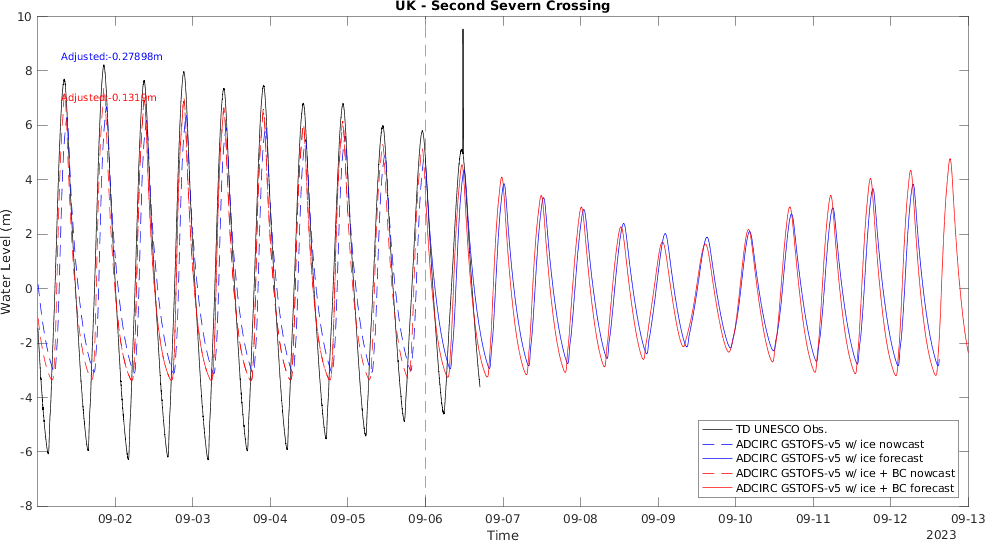 UK - Second Severn Crossing
10
8
6
4
2
0
-2
-4
-6
-8
Water Level (m)
Adjusted:-0.27898m
Adjusted:-0.1319m
TD UNESCO Obs.
ADCIRC GSTOFS-v5 w/ ice nowcast
ADCIRC GSTOFS-v5 w/ ice forecast
ADCIRC GSTOFS-v5 w/ ice + BC nowcast
ADCIRC GSTOFS-v5 w/ ice + BC forecast
09-02 09-03 09-04 09-05 09-06 09-07 09-08 09-09 09-10 09-11 09-12 09-13
Time
2023